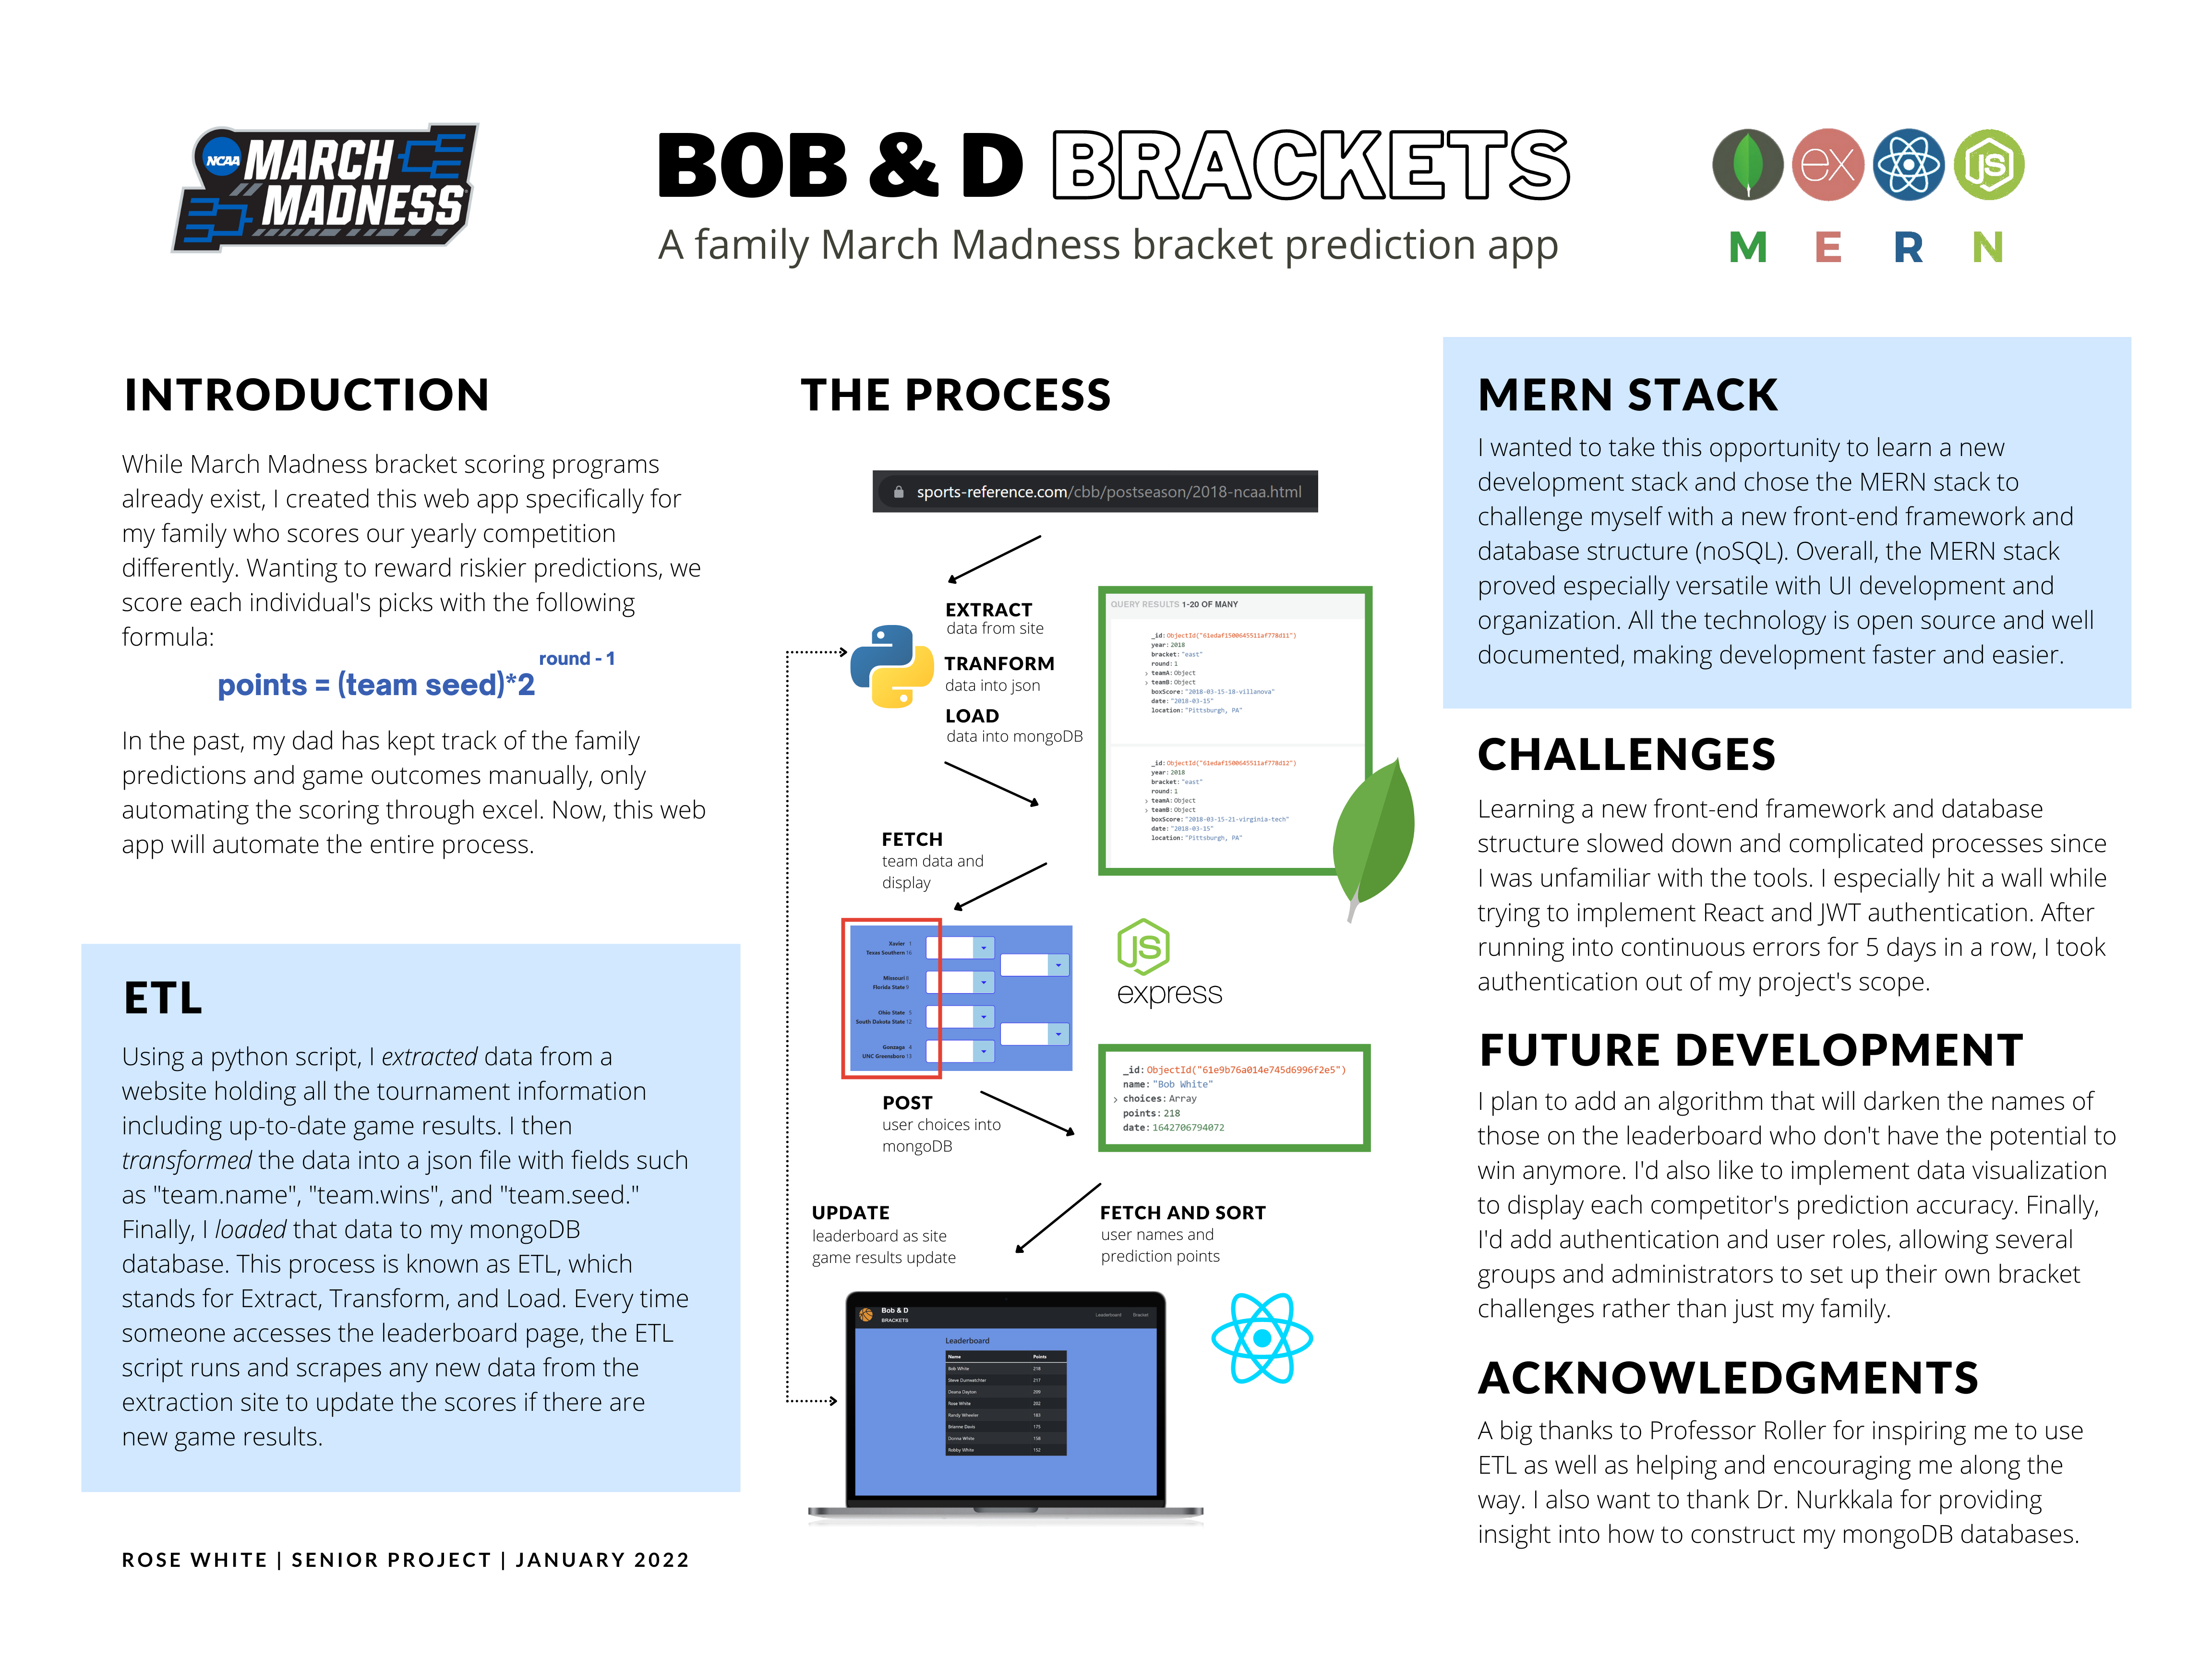 NCAA
MARCH
MADNESS
BOB & D BRACKETS
A family March Madness bracket prediction app
ex
JS
M E R N
INTRODUCTION
While March Madness bracket scoring programs
already exist, I created this web app specifically for
my family who scores our yearly competition
differently. Wanting to reward riskier predictions, we
score each individual's picks with the following
formula:
points = (team seed)*2 round - 1
In the past, my dad has kept track of the family
predictions and game outcomes manually, only
automating the scoring through excel. Now, this web
app will automate the entire process.
ETL
Using a python script, I extracted data from a
website holding all the tournament information
including up-to-date game results. I then
transformed the data into a json file with fields such
as "team.name", "team.wins", and "team.seed."
Finally, I loaded that data to my mongoDB
database. This process is known as ETL, which
stands for Extract, Transform, and Load. Every time
someone accesses the leaderboard page, the ETL
script runs and scrapes any new data from the
extraction site to update the scores if there are
new game results.
ROSE WHITE | SENIOR PROJECT | JANUARY 2022
THE PROCESS
sports-reference.com/cbb/postseason/2018-ncaa.html
EXTRACT
data from site
TRANFORM
data into json
LOAD
data into mongoDB
QUERY RESULTS 1-20 OF MANY
_id: ObjectId("61edaf1500645511af778d11")
year: 2018
bracket: "east"
round: 1
> teamA: Object
> teamB: Object
boxScore: "2018-03-15-18-villanova"
date: "2018-03-15"
location: "Pittsburgh, PA"
_id: ObjectId("61edaf1500645511af778d12")
year: 2018
bracket: "east"
round: 1
> teamA: Object
> teamB: Object
boxScore: "2018-03-15-21-virginia-tech"
date: "2018-03-15"
location: "Pittsburgh, PA"
FETCH
team data and
display
Xavier 1
Texas Southern 16
Missouri 8
Florida State 9
Ohio State 5
South Dakota State 12
Gonzaga 4
UNC Greensboro 13
JS
express
POST
user choices into
mongoDB
_id: ObjectId("61e9b76a014e745d6996f2e5")
name: "Bob White"
> choices: Array
points: 218
date: 1642706794072
UPDATE
leaderboard as site
game results update
FETCH AND SORT
user names and
prediction points
Bob & D
BRACKETS
Leaderboard Bracket
Leaderboard
Name Points
Bob White 218
Steve Dumwatchter 217
Deana Dayton 209
Rose White 202
Randy Wheeler 183
Brianne Davis 175
Donna White 158
Robby White 152
MERN STACK
I wanted to take this opportunity to learn a new
development stack and chose the MERN stack to
challenge myself with a new front-end framework and
database structure (noSQL). Overall, the MERN stack
proved especially versatile with UI development and
organization. All the technology is open source and well
documented, making development faster and easier.
CHALLENGES
Learning a new front-end framework and database
structure slowed down and complicated processes since
I was unfamiliar with the tools. I especially hit a wall while
trying to implement React and JWT authentication. After
running into continuous errors for 5 days in a row, I took
authentication out of my project's scope.
FUTURE DEVELOPMENT
I plan to add an algorithm that will darken the names of
those on the leaderboard who don't have the potential to
win anymore. I'd also like to implement data visualization
to display each competitor's prediction accuracy. Finally,
I'd add authentication and user roles, allowing several
groups and administrators to set up their own bracket
challenges rather than just my family.
ACKNOWLEDGMENTS
A big thanks to Professor Roller for inspiring me to use
ETL as well as helping and encouraging me along the
way. I also want to thank Dr. Nurkkala for providing
insight into how to construct my mongoDB databases.